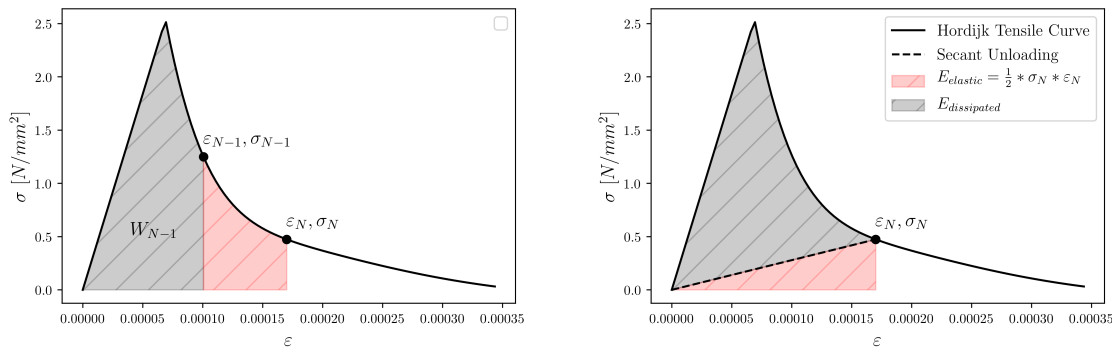 2.5
2.0
1.5
1.0
0.5
0.0
σ [N/mm²]
ε_{N−1}, σ_{N−1}
W_{N−1}
ε_N, σ_N
0.00000 0.00005 0.00010 0.00015 0.00020 0.00025 0.00030 0.00035
ε
2.5
2.0
1.5
1.0
0.5
0.0
σ [N/mm²]
Hordijk Tensile Curve
Secant Unloading
E_{elastic} = 1/2 * σ_N * ε_N
E_{dissipated}
ε_N, σ_N
0.00000 0.00005 0.00010 0.00015 0.00020 0.00025 0.00030 0.00035
ε